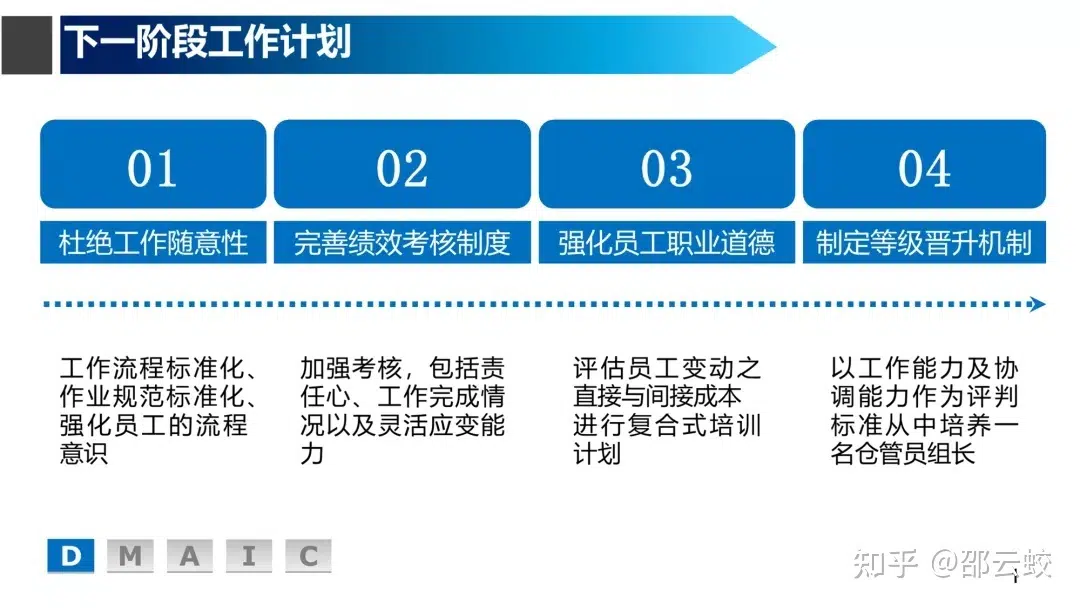 下一阶段工作计划
01
02
03
04
杜绝工作随意性
完善绩效考核制度
强化员工职业道德
制定等级晋升机制
工作流程标准化、
作业规范标准化、
强化员工的流程
意识
加强考核，包括责
任心、工作完成情
况以及灵活应变能
力
评估员工变动之
直接与间接成本
进行复合式培训
计划
以工作能力及协
调能力作为评判
标准从中培养一
名仓管员组长
D M A I C
知乎 @邵云蛟